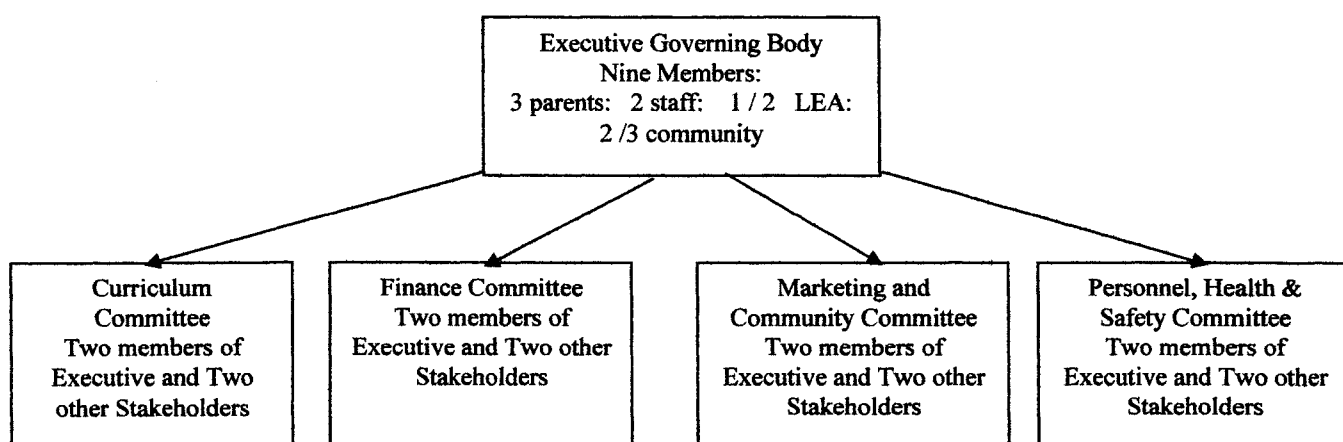 Executive Governing Body
Nine Members:
3 parents: 2 staff: 1 / 2 LEA:
2 /3 community
Curriculum
Committee
Two members of
Executive and Two
other Stakeholders
Finance Committee
Two members of
Executive and Two other
Stakeholders
Marketing and
Community Committee
Two members of
Executive and Two other
Stakeholders
Personnel, Health &
Safety Committee
Two members of
Executive and Two other
Stakeholders